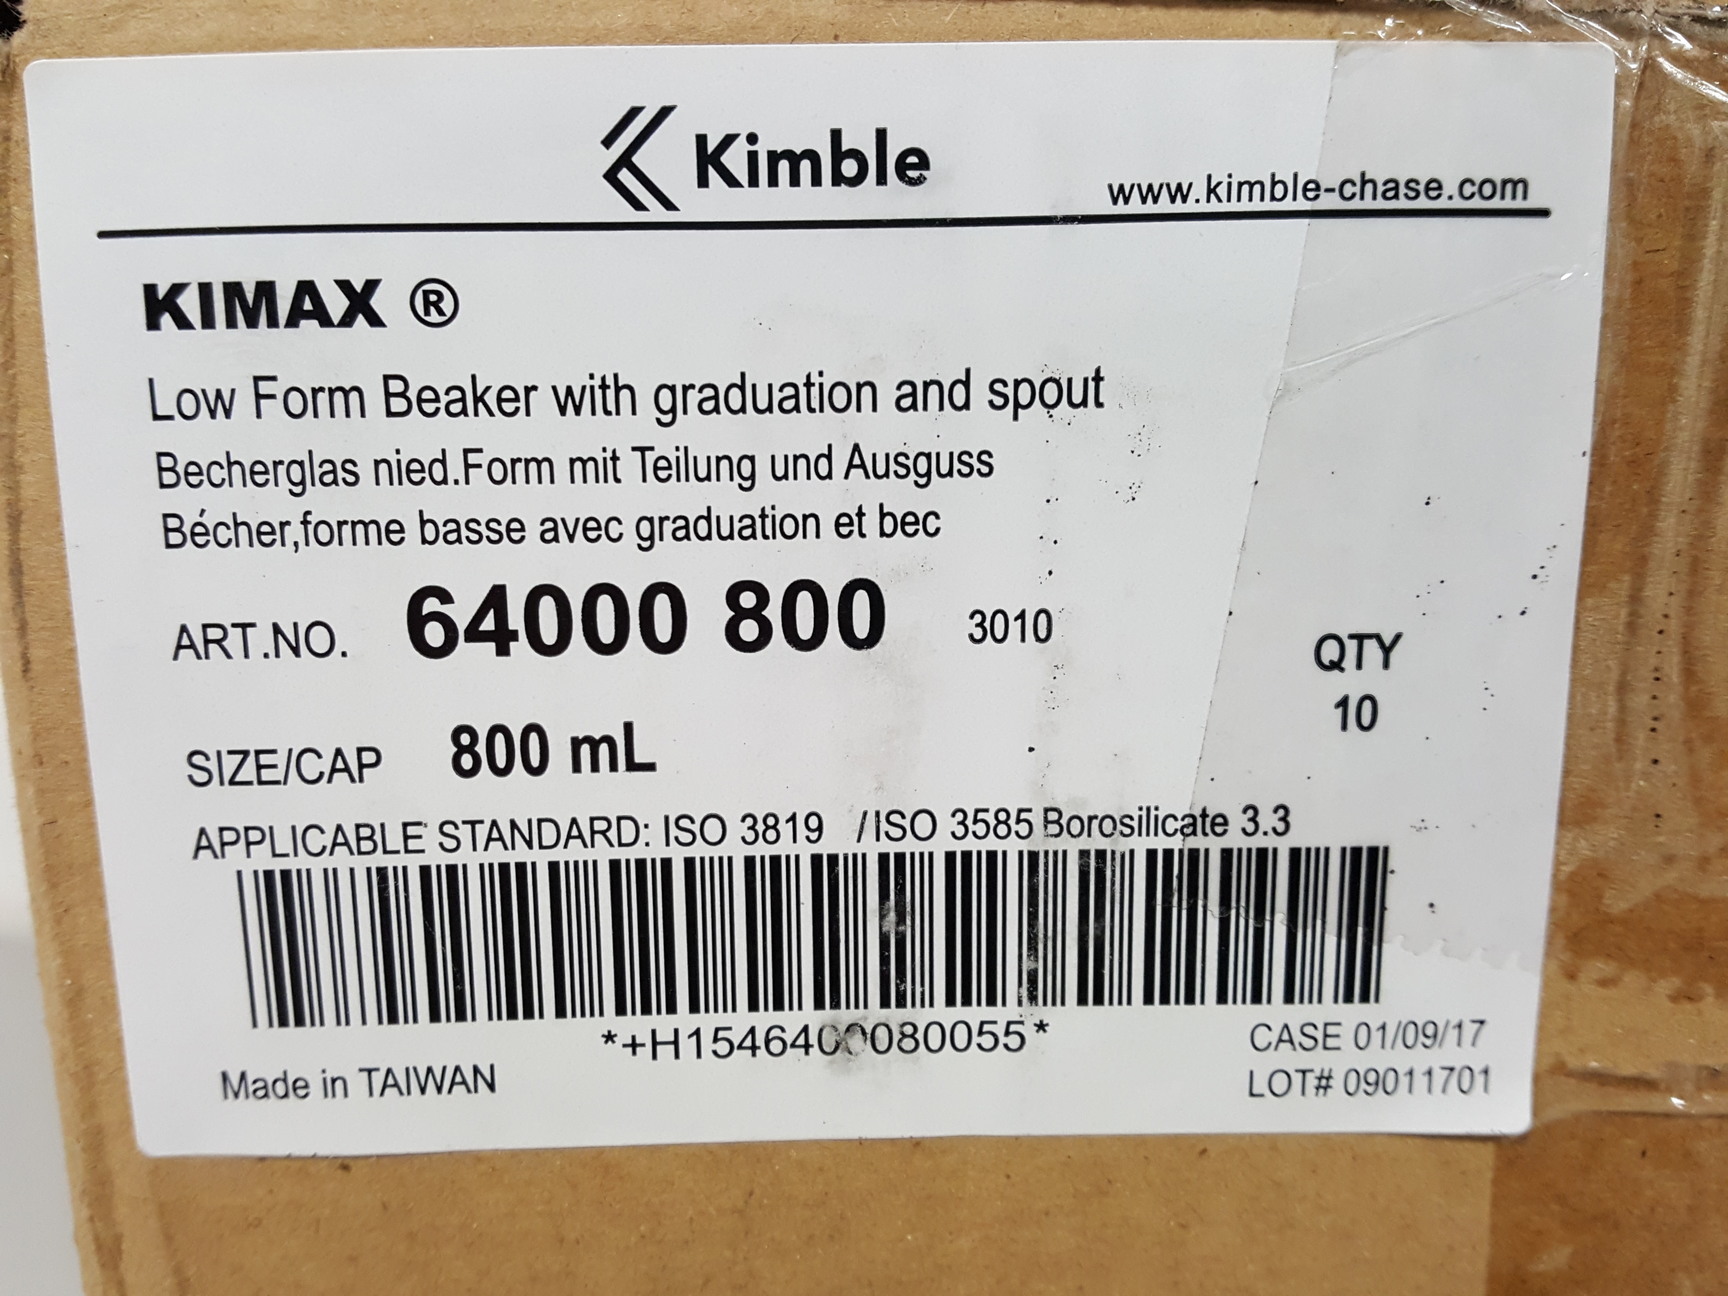 Kimble
www.kimble-chase.com
KIMAX ®
Low Form Beaker with graduation and spout
Becherglas nied.Form mit Teilung und Ausguss
Bécher,forme basse avec graduation et bec
ART.NO. 64000 800 3010
QTY
10
SIZE/CAP 800 mL
APPLICABLE STANDARD: ISO 3819 /ISO 3585 Borosilicate 3.3
*+H1546400080055*
Made in TAIWAN
CASE 01/09/17
LOT# 09011701